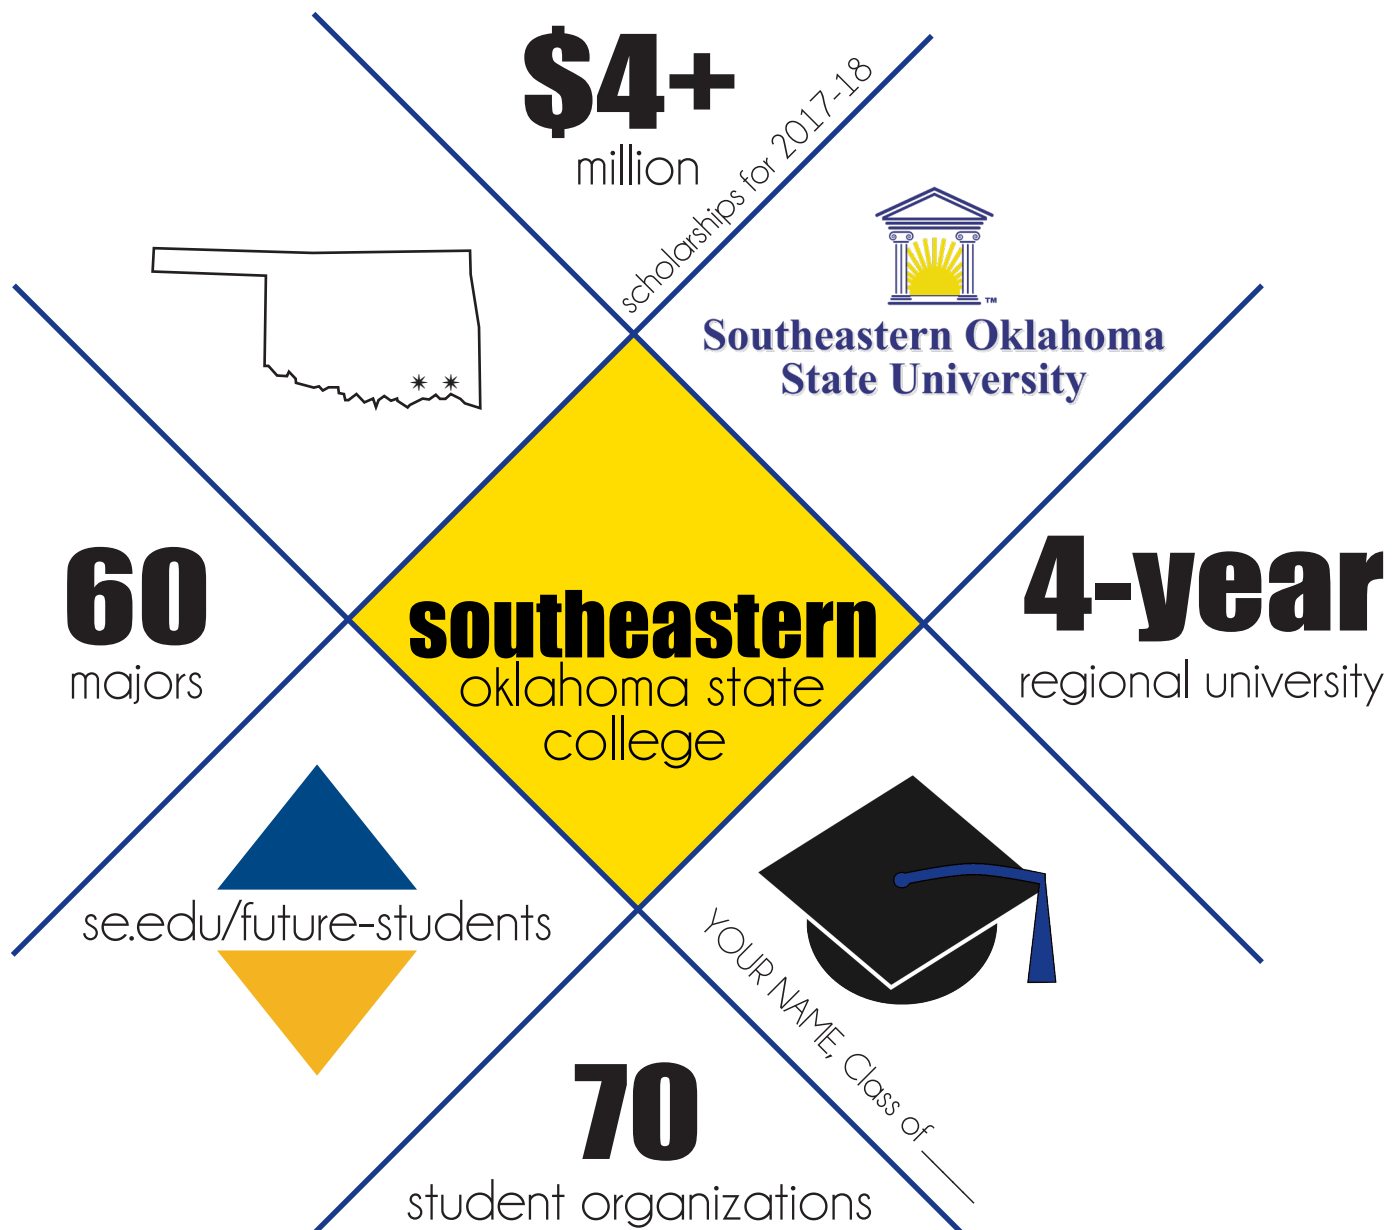 $4+
million
scholarships for 2017-18
™
Southeastern Oklahoma
State University
60
majors
southeastern
oklahoma state
college
4-year
regional university
se.edu/future-students
YOUR NAME, Class of ____
70
student organizations